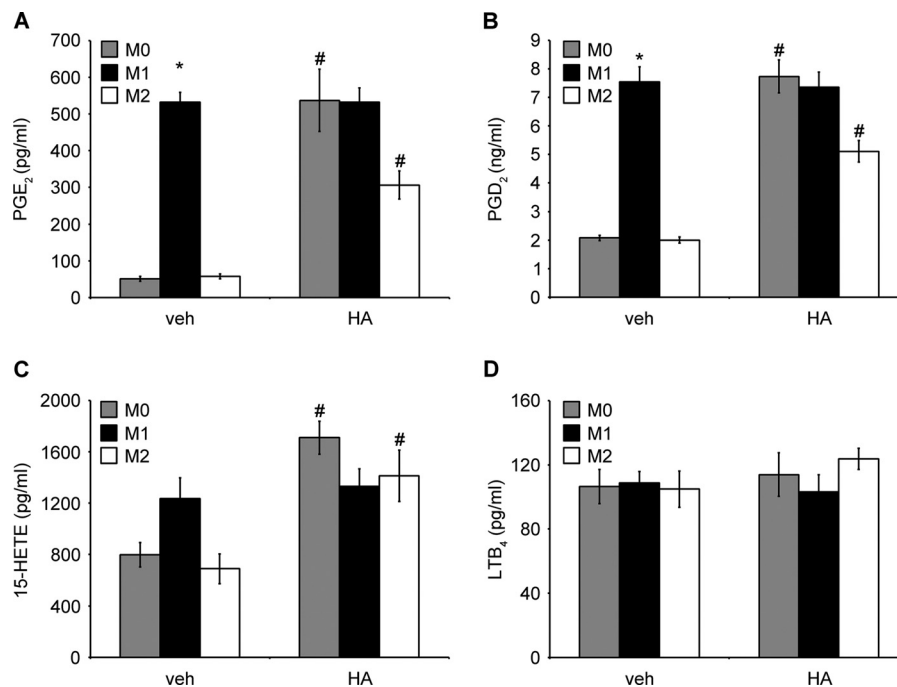 A
PGE2 (pg/ml)
700
600
500
400
300
200
100
0
M0
M1
M2
*
#
#
veh
HA
B
PGD2 (ng/ml)
9
8
7
6
5
4
3
2
1
0
M0
M1
M2
*
#
#
veh
HA
C
15-HETE (pg/ml)
2000
1600
1200
800
400
0
M0
M1
M2
#
#
veh
HA
D
LTB4 (pg/ml)
160
120
80
40
0
M0
M1
M2
veh
HA